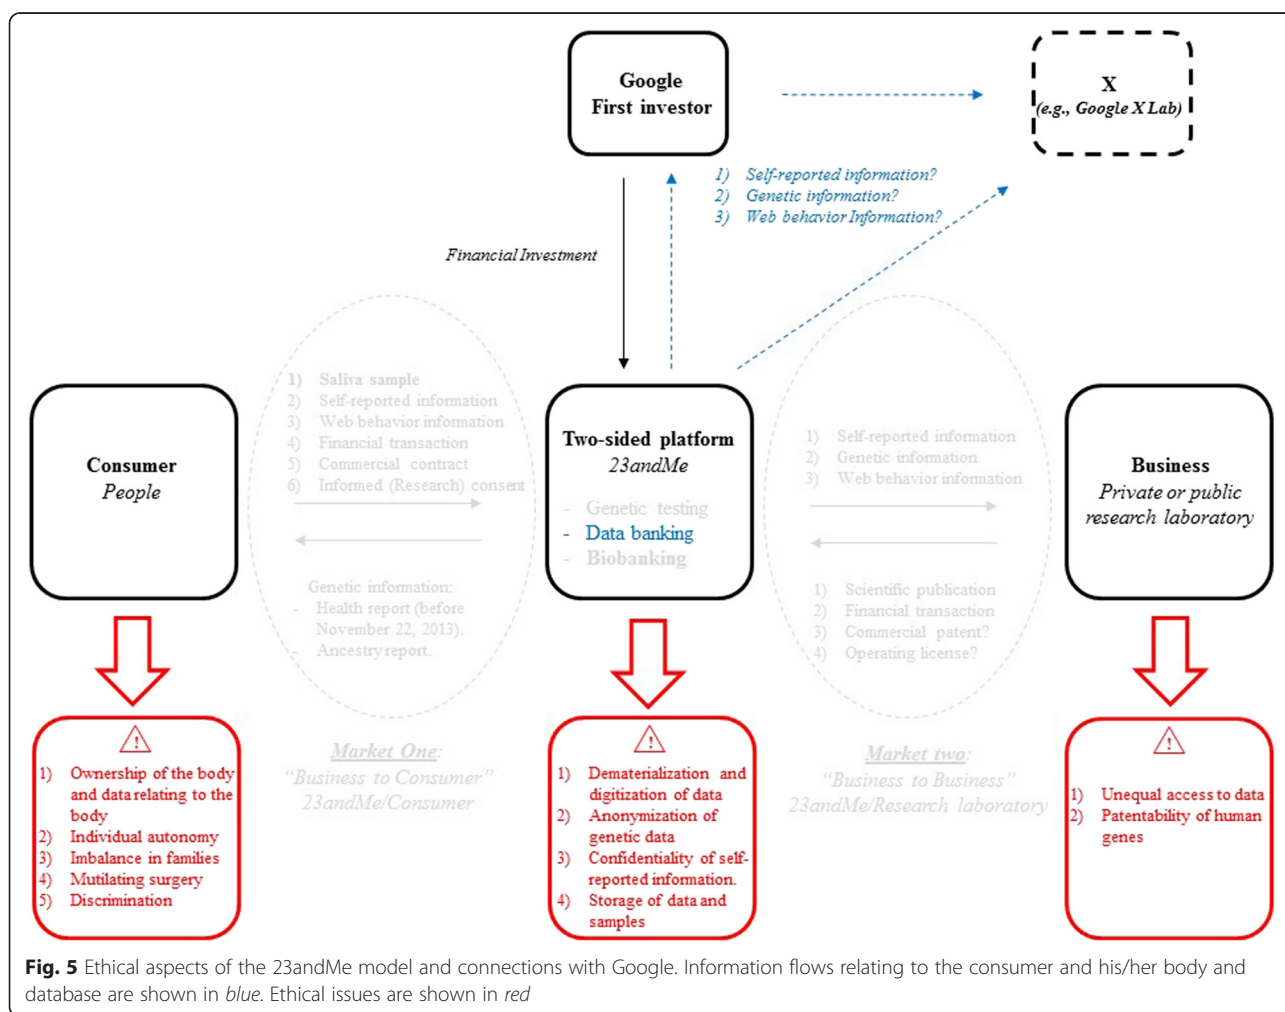 Google
First investor
X
(e.g., Google X Lab)
1) Self-reported information?
2) Genetic information?
3) Web behavior Information?
Financial Investment
Consumer
People
1) Saliva sample
2) Self-reported information
3) Web behavior information
4) Financial transaction
5) Commercial contract
6) Informed (Research) consent
Genetic information:
- Health report (before
November 22, 2013).
- Ancestry report.
Two-sided platform
23andMe
- Genetic testing
- Data banking
- Biobanking
1) Self-reported information
2) Genetic information
3) Web behavior information
1) Scientific publication
2) Financial transaction
3) Commercial patent?
4) Operating license?
Business
Private or public
research laboratory
1) Ownership of the body
and data relating to the
body
2) Individual autonomy
3) Imbalance in families
4) Mutilating surgery
5) Discrimination
Market One:
“Business to Consumer”
23andMe/Consumer
1) Dematerialization and
digitization of data
2) Anonymization of
genetic data
3) Confidentiality of self-
reported information.
4) Storage of data and
samples
Market two:
“Business to Business”
23andMe/Research laboratory
1) Unequal access to data
2) Patentability of human
genes
Fig. 5 Ethical aspects of the 23andMe model and connections with Google. Information flows relating to the consumer and his/her body and
database are shown in blue. Ethical issues are shown in red